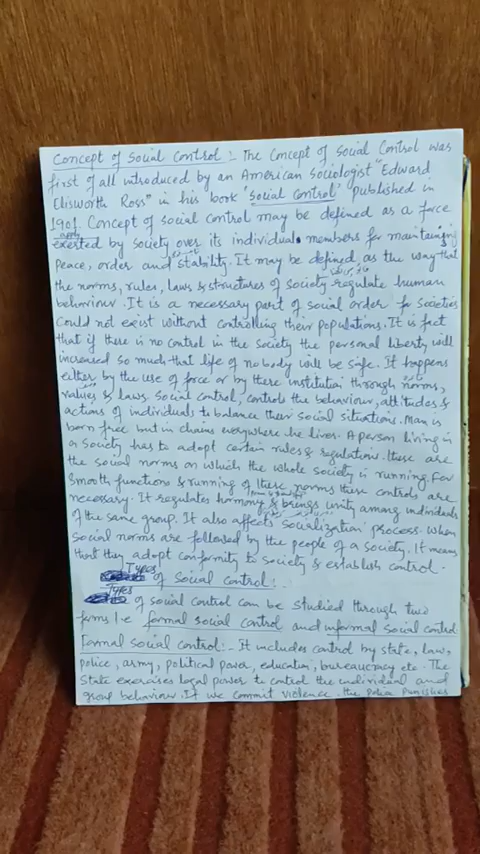 Concept of Social Control :- The Concept of Social Control was
first of all introduced by an American Sociologist "Edward
Elisworth Ross" in his book "Social Control" published in
1901. Concept of social control may be defined as a force
exerted by society over its individual members for maintaining
Peace, order and stability. It may be defined as the way that
the norms, rules, laws & structures of society regulate human
behaviour. It is a necessary part of social order for Societies
Could not exist without controlling their populations. It is fact
that if there is no control in the society the personal liberty will
increased so much that life of nobody will be safe. It happens
either by the use of force or by these institution through norms,
values & laws. Social control, control the behaviour, attitudes &
actions of individuals to balance their social situations. Man is
born free but in chains everywhere he lives. A person living in
a society has to adopt certain rules & regulation. These are
the social norms on which the whole society is running. For
smooth functions & running of these norms these controls are
necessary. It regulates harmony & brings unity among individuals
of the same group. It also affects socialization process. When
Social norms are followed by the people of a society. It means
that they adopt conformity to society & establish control.
Types of Social Control :
Types of social control can be studied through two
forms i.e formal social control and informal social control
Formal Social Control :- It includes control by state, law,
police, army, political power, education, bureaucracy etc. The
State exercises legal power to control the individual and
group behaviour. If we commit violence, the Police Punishes